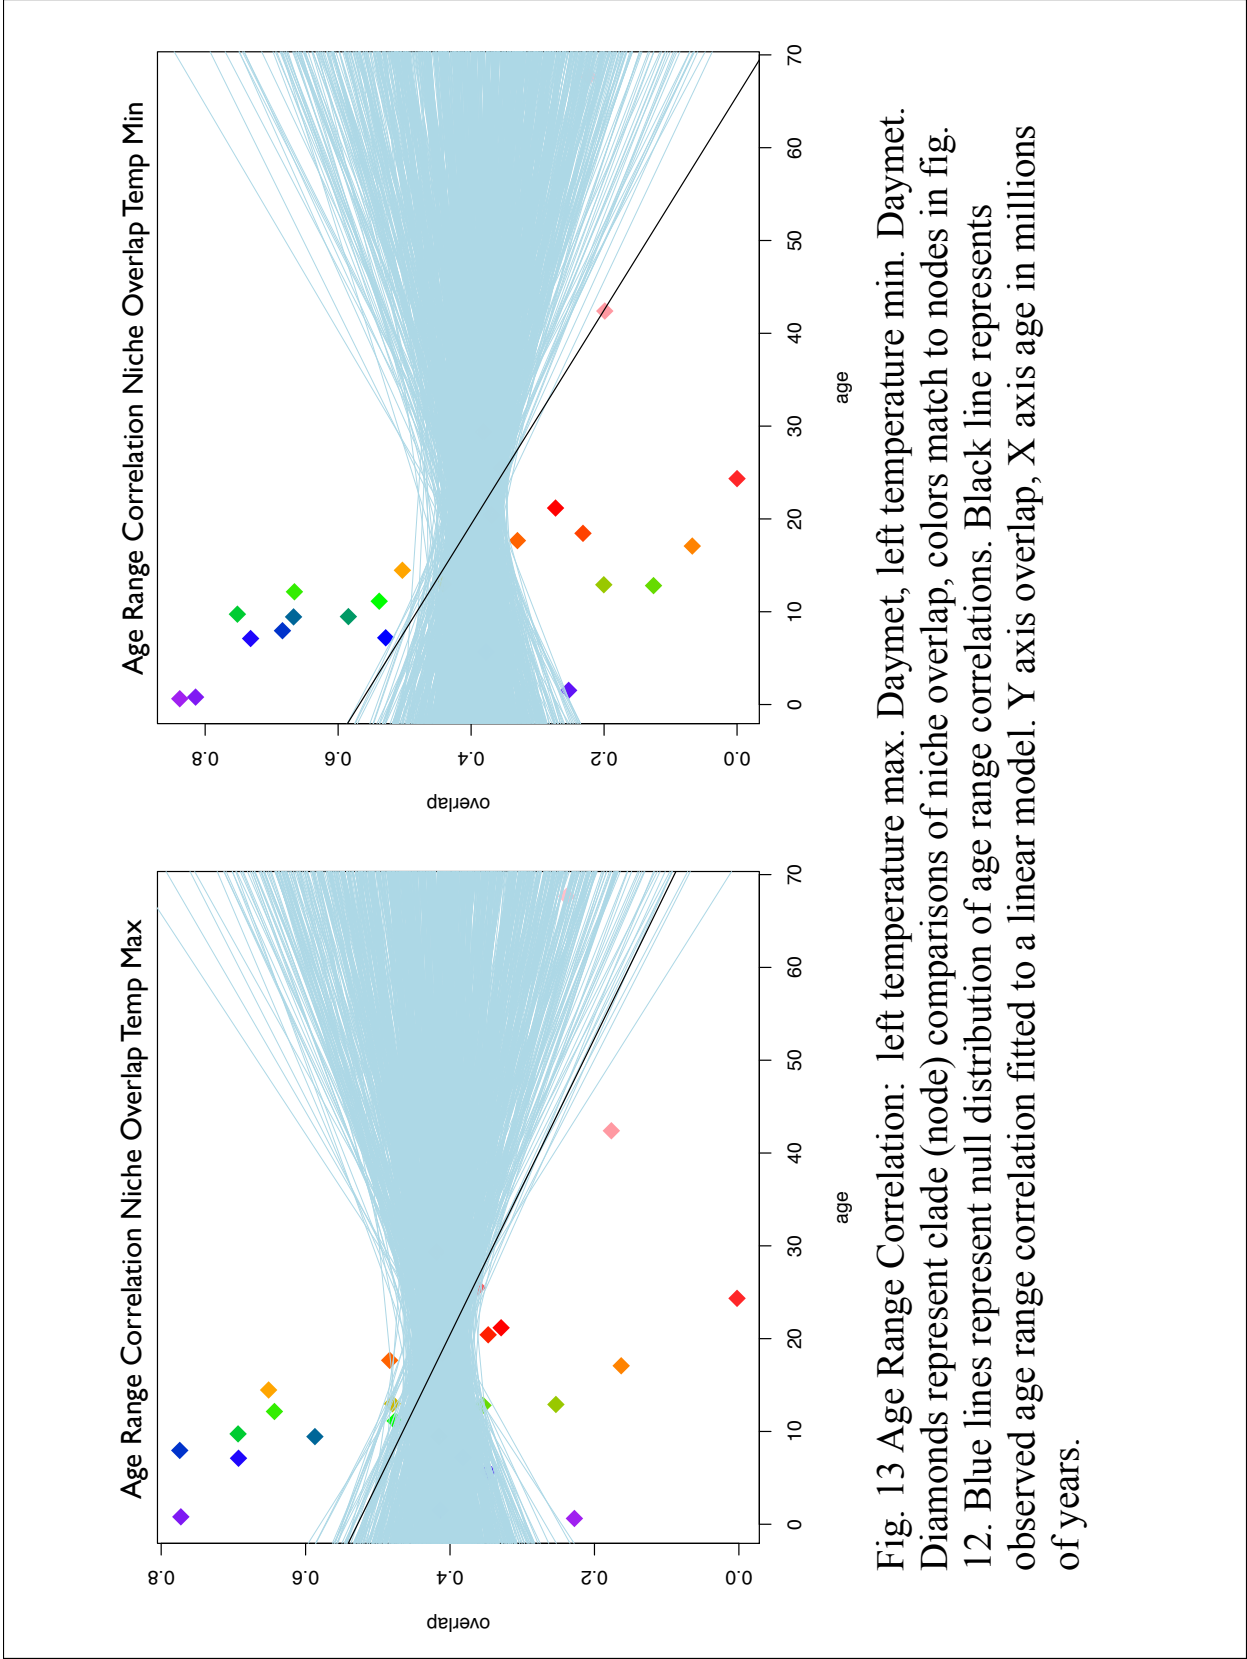 Age Range Correlation Niche Overlap Temp Max
overlap
0.0
0.2
0.4
0.6
0.8
0
10
20
30
40
50
60
70
age
Age Range Correlation Niche Overlap Temp Min
overlap
0.0
0.2
0.4
0.6
0.8
0
10
20
30
40
50
60
70
age
Fig. 13 Age Range Correlation:  left temperature max. Daymet, left temperature min. Daymet.
Diamonds represent clade (node) comparisons of niche overlap, colors match to nodes in fig.
12. Blue lines represent null distribution of age range correlations. Black line represents
observed age range correlation fitted to a linear model. Y axis overlap, X axis age in millions
of years.